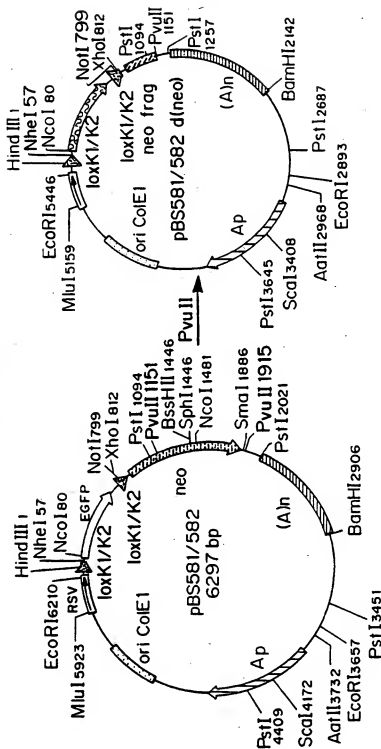 EcoRI 6210
HindIII 1
NheI 57
NcoI 80
EGFP
NotI 799
XhoI 812
RSV
MluI 5923
loxK1/K2
loxK1/K2
PstI 1094
PvuII 1151
BssHII 1446
SphI 1446
NcoI 1481
neo
SmaI 1886
PvuII 1915
PstI 2021
(A)n
BamHI 2906
PstI 3451
EcoRI 3657
AatII 3732
ScaI 4172
PstI 4409
Ap
ori ColE1
pBS581/582
6297 bp
PvuII
EcoRI 5446
HindIII 1
NheI 57
NcoI 80
NotI 799
XhoI 812
PstI 1094
PvuII 1151
PstI 1257
MluI 5159
loxK1/K2
loxK1/K2
neo frag
pBS581/582 d(neo)
ori ColE1
(A)n
BamHI 2142
PstI 2687
EcoRI 2893
AatII 2968
ScaI 3408
PstI 3645
Ap